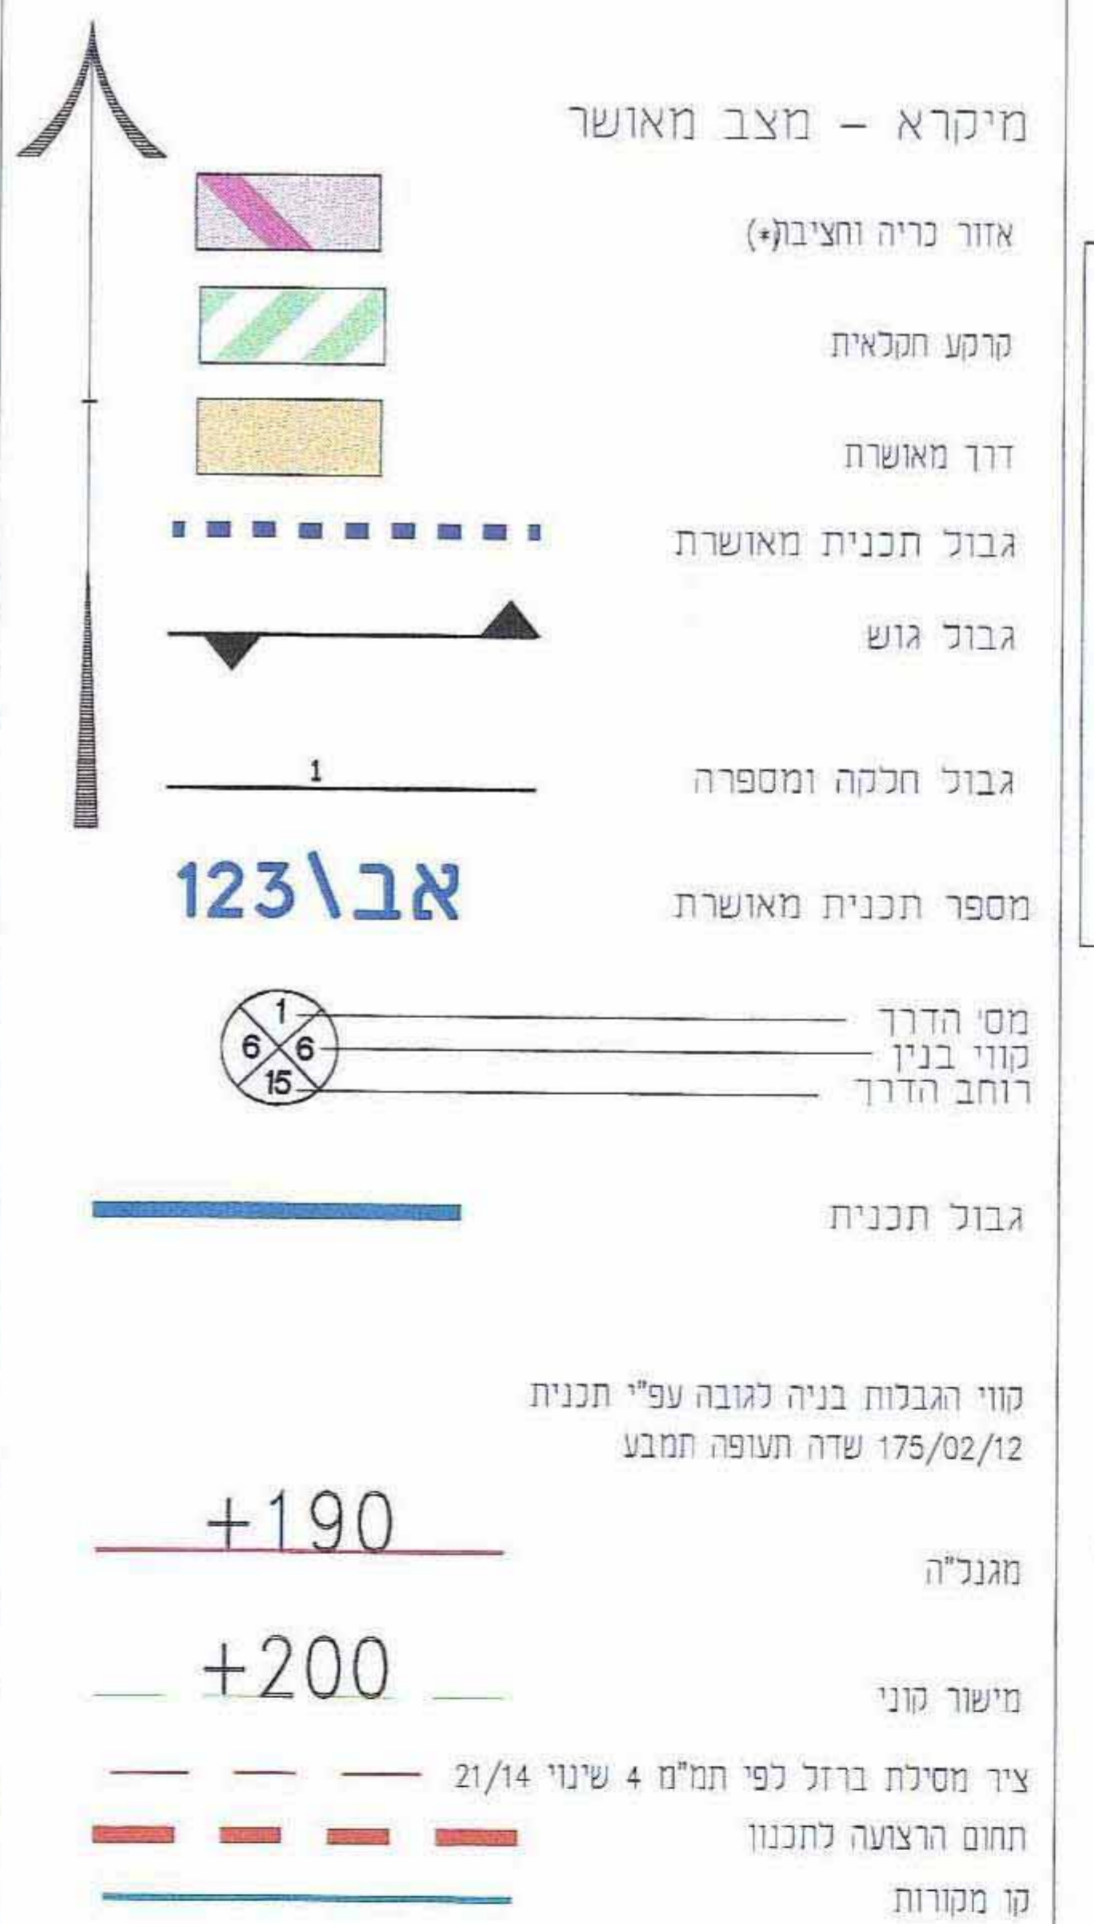 מיקרא – מצב מאושר
אזור כריה וחציבה(*)
קרקע חקלאית
דרך מאושרת
גבול תכנית מאושרת
גבול גוש
גבול חלקה ומספרה
1
מספר תכנית מאושרת
אב\123
מס' הדרך
קווי בנין
רוחב הדרך
1
6 6
15
גבול תכנית
קווי הגבלות בניה לגובה עפ"י תכנית
175/02/12 שדה תעופה תמבע
+190
מגנל"ה
+200
מישור קוני
ציר מסילת ברזל לפי תמ"מ 4 שינוי 21/14
תחום הרצועה לתכנון
קו מקורות